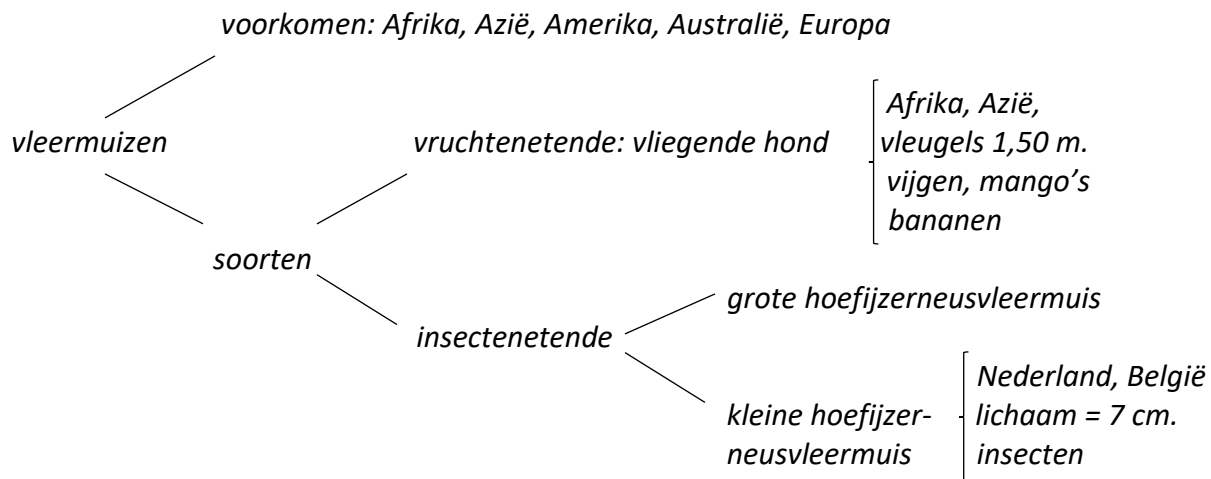 voorkomen: Afrika, Azië, Amerika, Australië, Europa
vleermuizen
vruchtenetende: vliegende hond
Afrika, Azië,
vleugels 1,50 m.
vijgen, mango’s
bananen
soorten
insectenetende
grote hoefijzerneusvleermuis
kleine hoefijzer-
neusvleermuis
Nederland, België
lichaam = 7 cm.
insecten